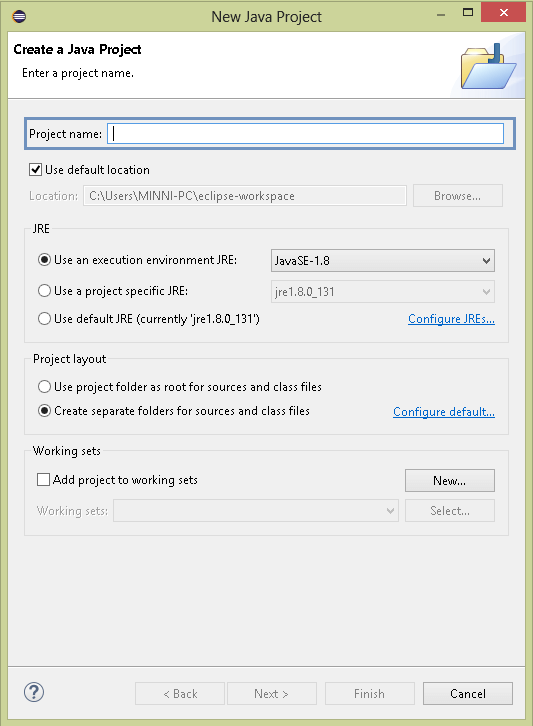 New Java Project
Create a Java Project
Enter a project name.
Project name:
Use default location
Location: C:\Users\MINNI-PC\eclipse-workspace Browse...
JRE
Use an execution environment JRE: JavaSE-1.8
Use a project specific JRE: jre1.8.0_131
Use default JRE (currently 'jre1.8.0_131') Configure JREs...
Project layout
Use project folder as root for sources and class files
Create separate folders for sources and class files Configure default...
Working sets
Add project to working sets New...
Working sets: Select...
? < Back Next > Finish Cancel